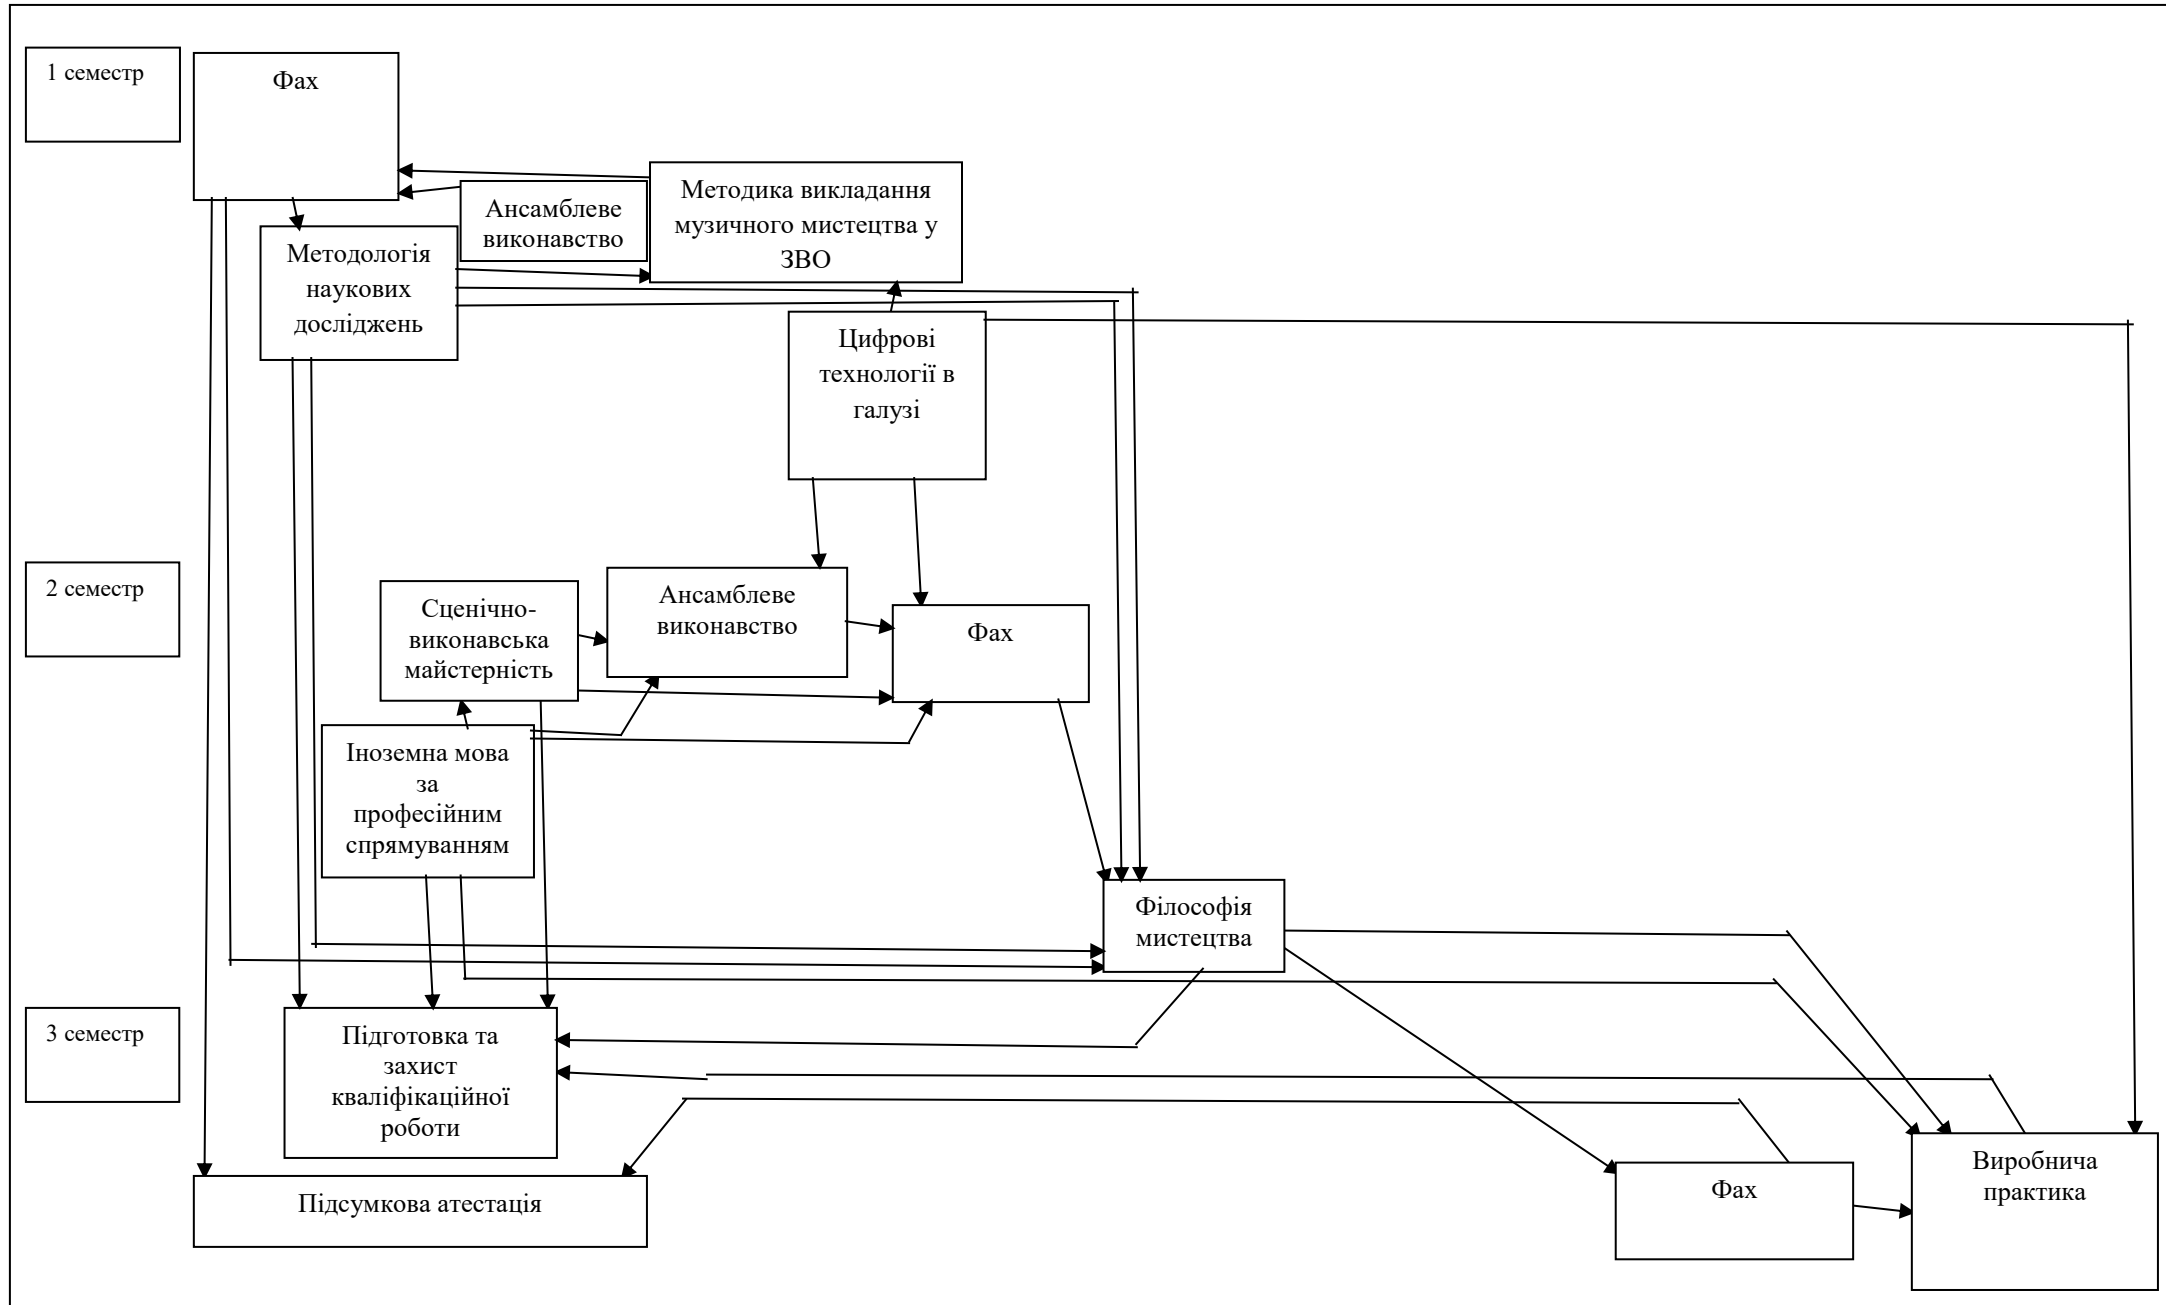 1 семестр
Фах
Методика викладання
музичного мистецтва у
ЗВО
Ансамблеве
виконавство
Методологія
наукових
досліджень
Цифрові
технології в
галузі
2 семестр
Сценічно-
виконавська
майстерність
Ансамблеве
виконавство
Фах
Іноземна мова
за
професійним
спрямуванням
Філософія
мистецтва
3 семестр
Підготовка та
захист
кваліфікаційної
роботи
Підсумкова атестація
Фах
Виробнича
практика